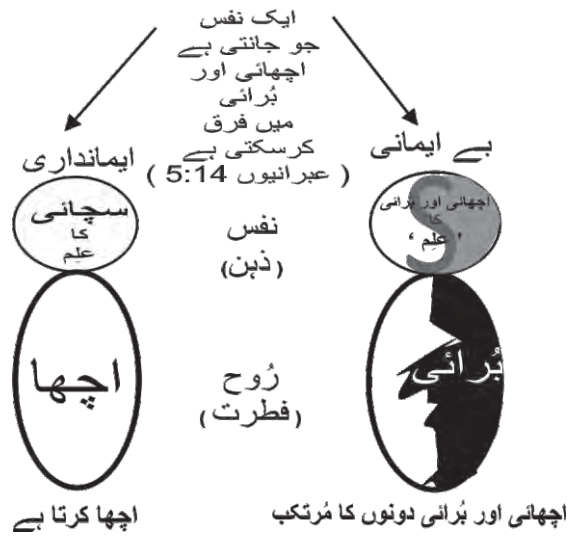 ایک نفس
جو جانتی ہے
اچھائی اور
بُرائی
میں فرق
کرسکتی ہے
( عبرانیوں 5:14 )
بے ایمانی
ایمانداری
اچھائی اور بُرائی
کا
' عِلم '
نفس
(ذہن)
سچائی
کا
عِلم
بُرائی
رُوح
(فطرت)
اچھا
اچھائی اور بُرائی دونوں کا مُرتکب
اچھا کرتا ہے